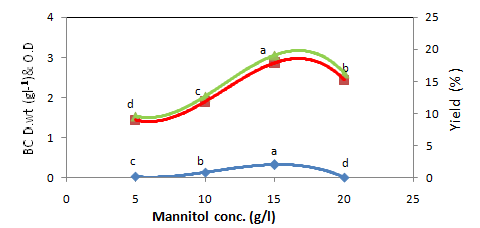 4 25
a
3 20
b
c
15
2
d
10
1
5
c b a d
0 0
0 5 10 15 20 25
Mannitol conc. (g/l)
BC D.wt (gl-¹)& O.D
Yield (%)